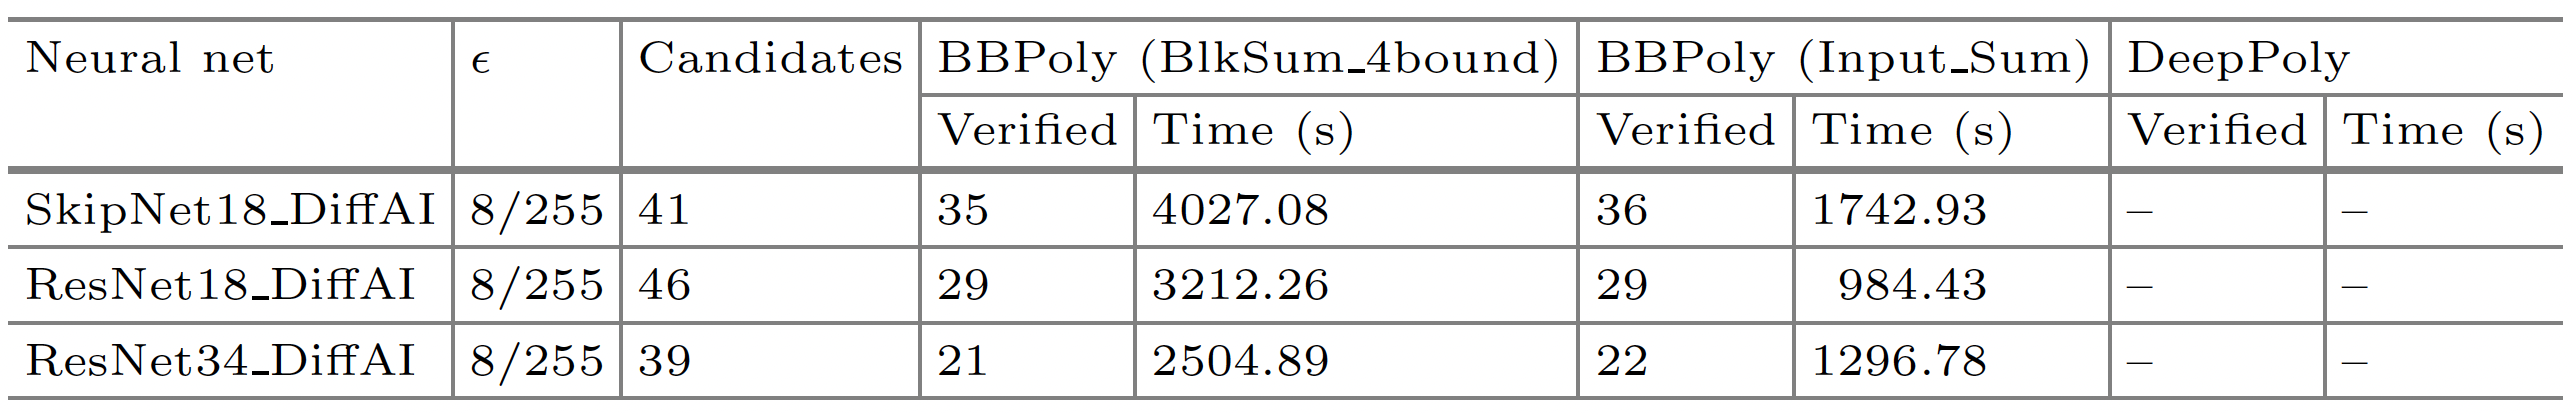 Neural net ϵ Candidates BBPoly (BlkSum_4bound) BBPoly (Input_Sum) DeepPoly
Verified Time (s) Verified Time (s) Verified Time (s)
SkipNet18_DiffAI 8/255 41 35 4027.08 36 1742.93 – –
ResNet18_DiffAI 8/255 46 29 3212.26 29 984.43 – –
ResNet34_DiffAI 8/255 39 21 2504.89 22 1296.78 – –